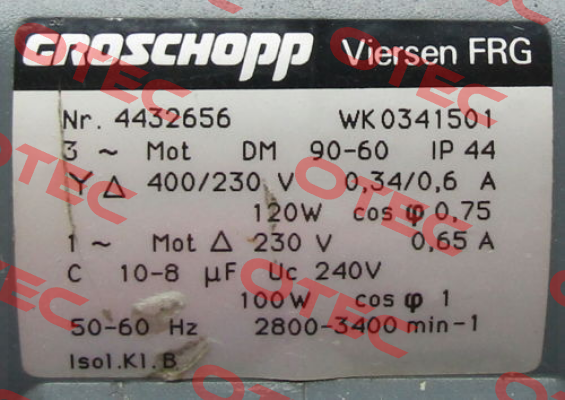 GROSCHOPP Viersen FRG
Nr. 4432656 WK0341501
3 ~ Mot DM 90-60 IP 44
Y Δ 400/230 V 0,34/0,6 A
120W cos φ 0,75
1 ~ Mot Δ 230 V 0,65 A
C 10-8 μF Uc 240V
100W cos φ 1
50-60 Hz 2800-3400 min-1
Isol.Kl.B